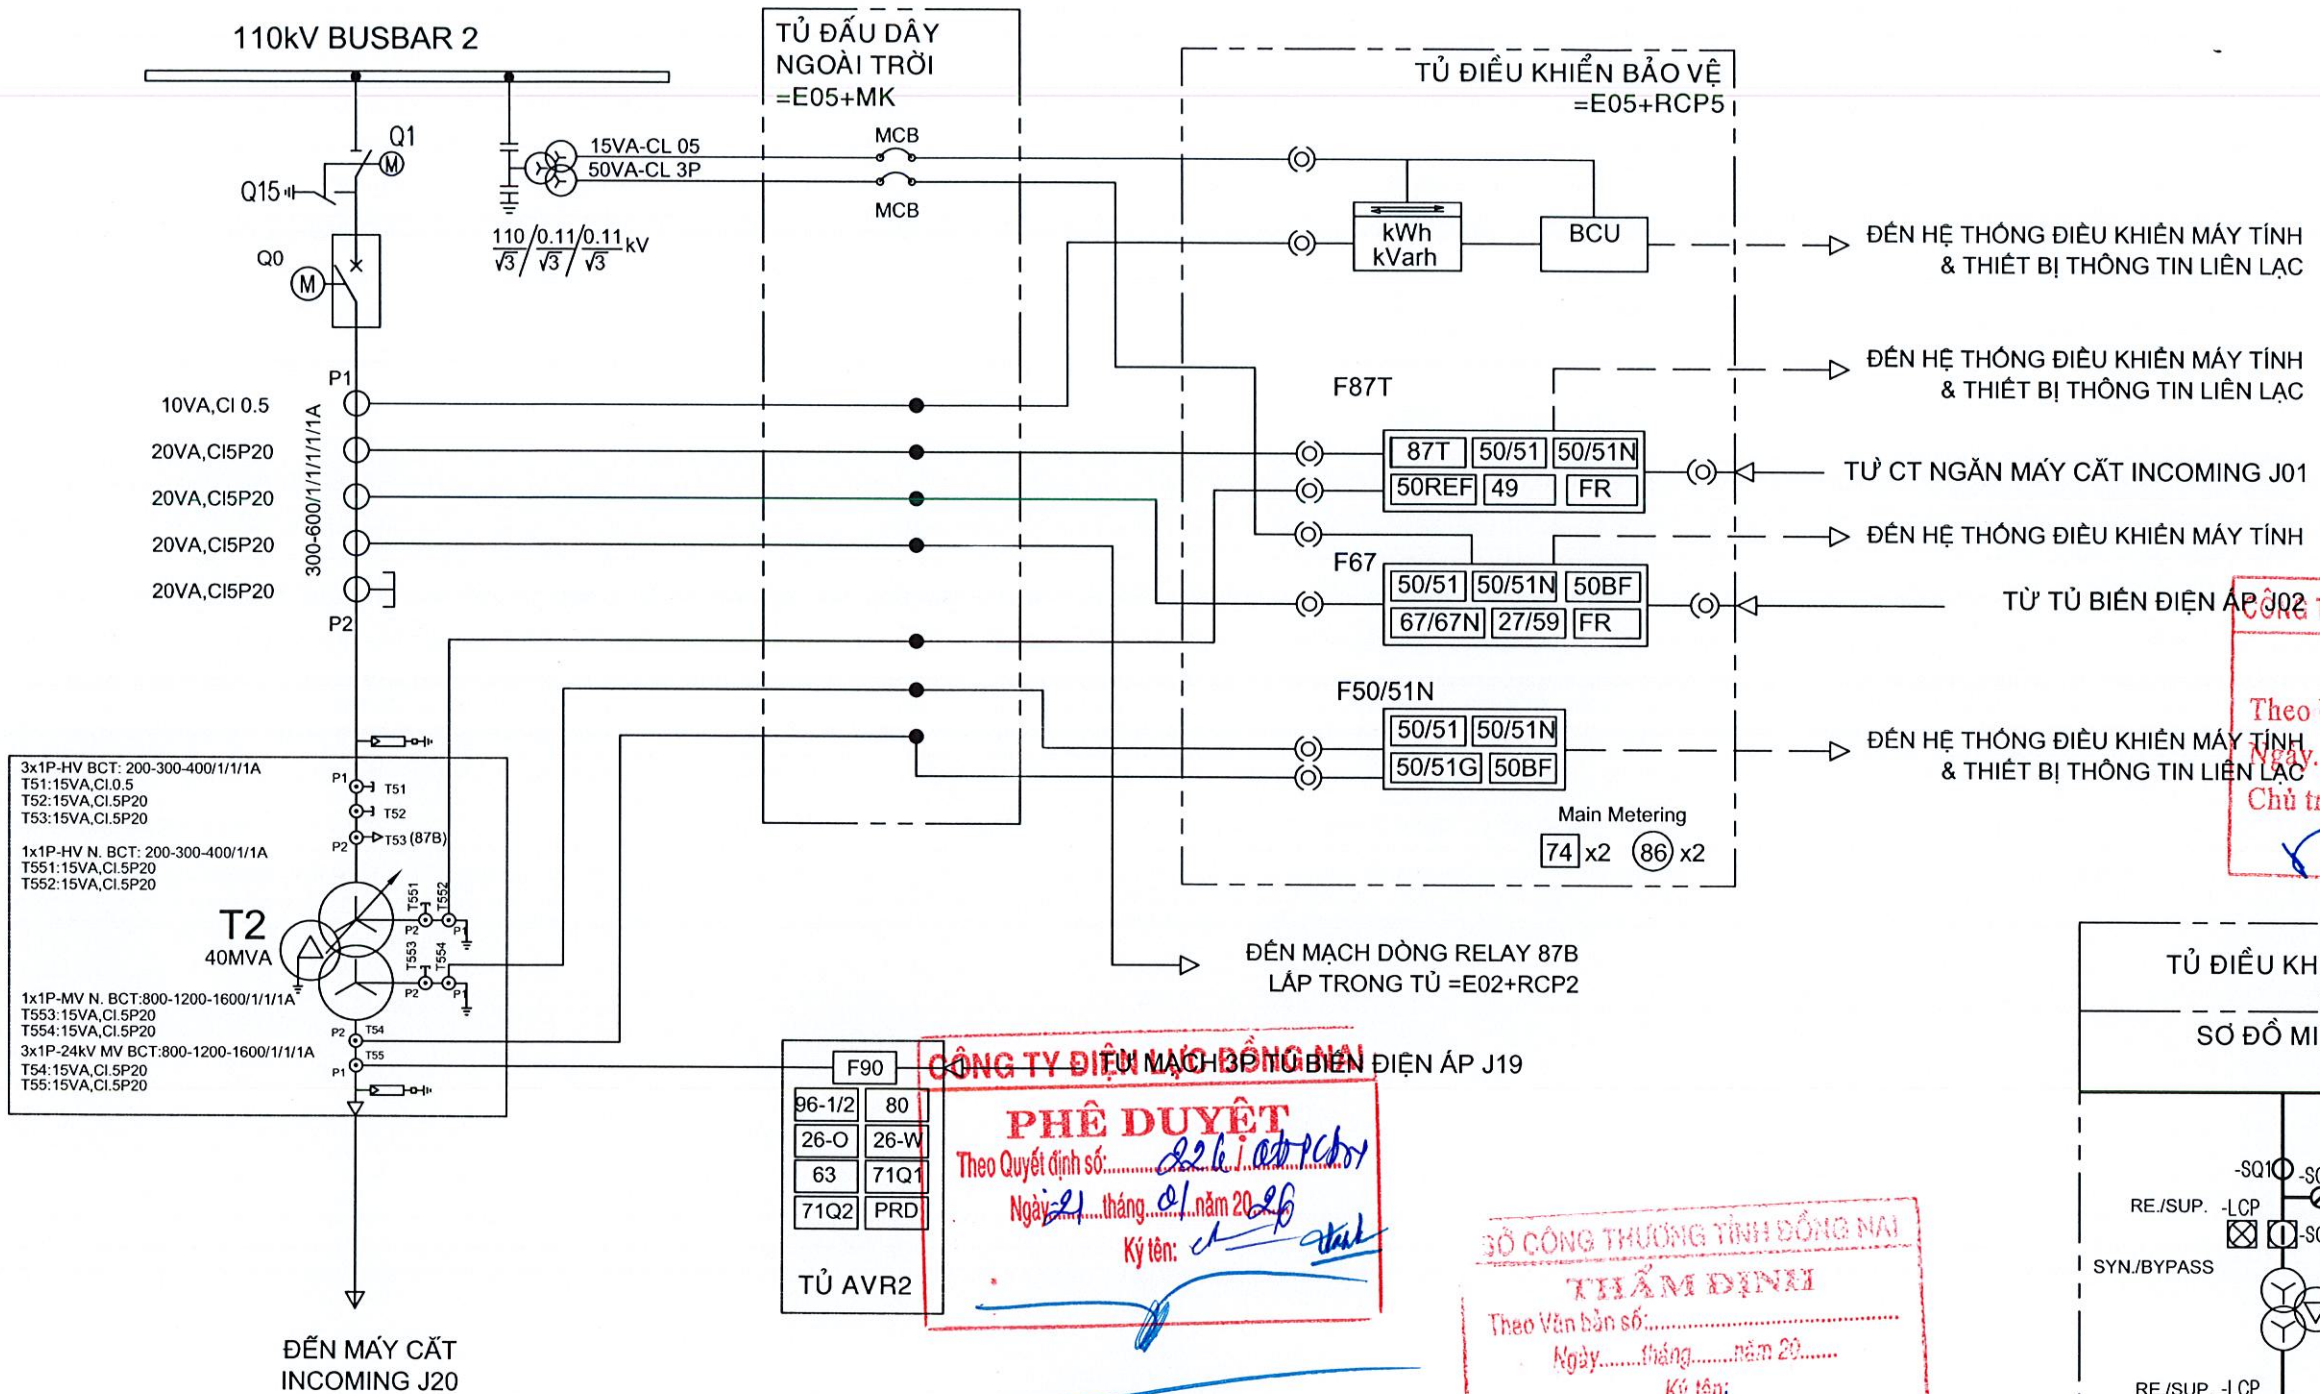 110kV BUSBAR 2
Q1
M
Q15
Q0
M
15VA-CL 05
50VA-CL 3P
110/√3 / 0.11/√3 / 0.11/√3 kV
TỦ ĐẤU DÂY
NGOÀI TRỜI
=E05+MK
MCB
MCB
TỦ ĐIỀU KHIỂN BẢO VỆ
=E05+RCP5
kWh
kVarh
BCU
ĐẾN HỆ THỐNG ĐIỀU KHIỂN MÁY TÍNH
& THIẾT BỊ THÔNG TIN LIÊN LẠC
P1
10VA,Cl 0.5
20VA,Cl5P20
20VA,Cl5P20
20VA,Cl5P20
20VA,Cl5P20
300-600/1/1/1/1/1A
P2
F87T
87T 50/51 50/51N
50REF 49 FR
ĐẾN HỆ THỐNG ĐIỀU KHIỂN MÁY TÍNH
& THIẾT BỊ THÔNG TIN LIÊN LẠC
TỪ CT NGĂN MÁY CẮT INCOMING J01
F67
50/51 50/51N 50BF
67/67N 27/59 FR
ĐẾN HỆ THỐNG ĐIỀU KHIỂN MÁY TÍNH
TỪ TỦ BIẾN ĐIỆN ÁP J02
F50/51N
50/51 50/51N
50/51G 50BF
ĐẾN HỆ THỐNG ĐIỀU KHIỂN MÁY TÍNH
& THIẾT BỊ THÔNG TIN LIÊN LẠC
Main Metering
74 x2 86 x2
CÔNG
Theo
Ngày.
Chủ tr
3x1P-HV BCT: 200-300-400/1/1/1A
T51:15VA,Cl.0.5
T52:15VA,Cl.5P20
T53:15VA,Cl.5P20
1x1P-HV N. BCT: 200-300-400/1/1A
T551:15VA,Cl.5P20
T552:15VA,Cl.5P20
T2
40MVA
1x1P-MV N. BCT:800-1200-1600/1/1/1A
T553:15VA,Cl.5P20
T554:15VA,Cl.5P20
3x1P-24kV MV BCT:800-1200-1600/1/1/1A
T54:15VA,Cl.5P20
T55:15VA,Cl.5P20
P1
T51
T52
T53 (87B)
P2
T551
T552
P2
P1
T553
T554
P2
P1
P2
T54
T55
P1
ĐẾN MẠCH DÒNG RELAY 87B
LẮP TRONG TỦ =E02+RCP2
TỪ MẠCH 3P TỦ BIẾN ĐIỆN ÁP J19
F90
96-1/2 80
26-O 26-W
63 71Q1
71Q2 PRD
TỦ AVR2
CÔNG TY ĐIỆN LỰC ĐỒNG NAI
PHÊ DUYỆT
Theo Quyết định số:
Ngày 21 tháng 01 năm 2026
Ký tên:
SỞ CÔNG THƯƠNG TỈNH ĐỒNG NAI
THẨM ĐỊNH
Theo Văn bản số:
Ngày........tháng........năm 20.......
Ký tên:
ĐẾN MÁY CẮT
INCOMING J20
TỦ ĐIỀU KH
SƠ ĐỒ MI
-SQ1
RE./SUP. -LCP
SYN./BYPASS
RE./SUP. -LCP